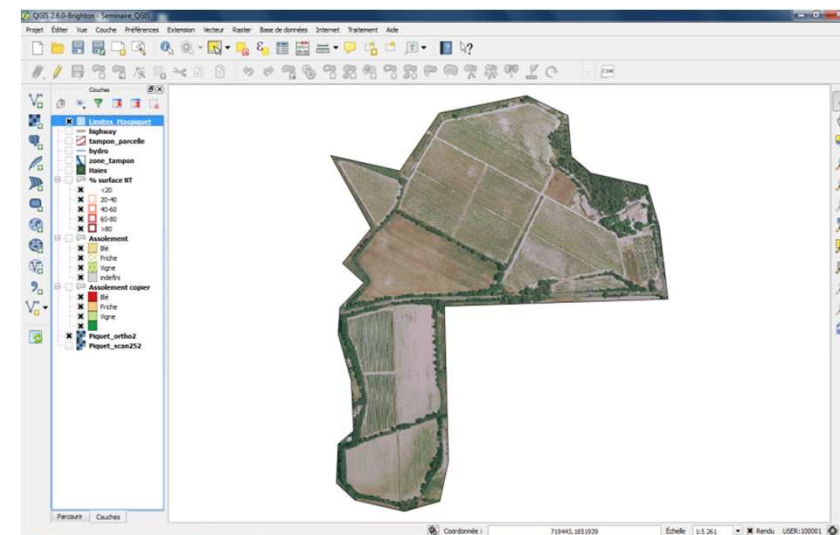 QGIS 2.6.0-Brighton - Seminaire_QGIS
Projet Éditer Vue Couche Préférences Extension Vecteur Raster Base de données Internet Traitement Aide
CSW
Couches
Limites_Maspiquet
highway
tampon_parcelle
hydro
zone_tampon
Haies
% surface NT
<20
20-40
40-60
60-80
>80
Assolement
Blé
Friche
Vigne
indefini
Assolement copier
Blé
Friche
Vigne
Piquet_ortho2
Piquet_scan252
Parcourir Couches
Coordonnée : 719443,1851939 Échelle 1:5 261 Rendu USER:100001